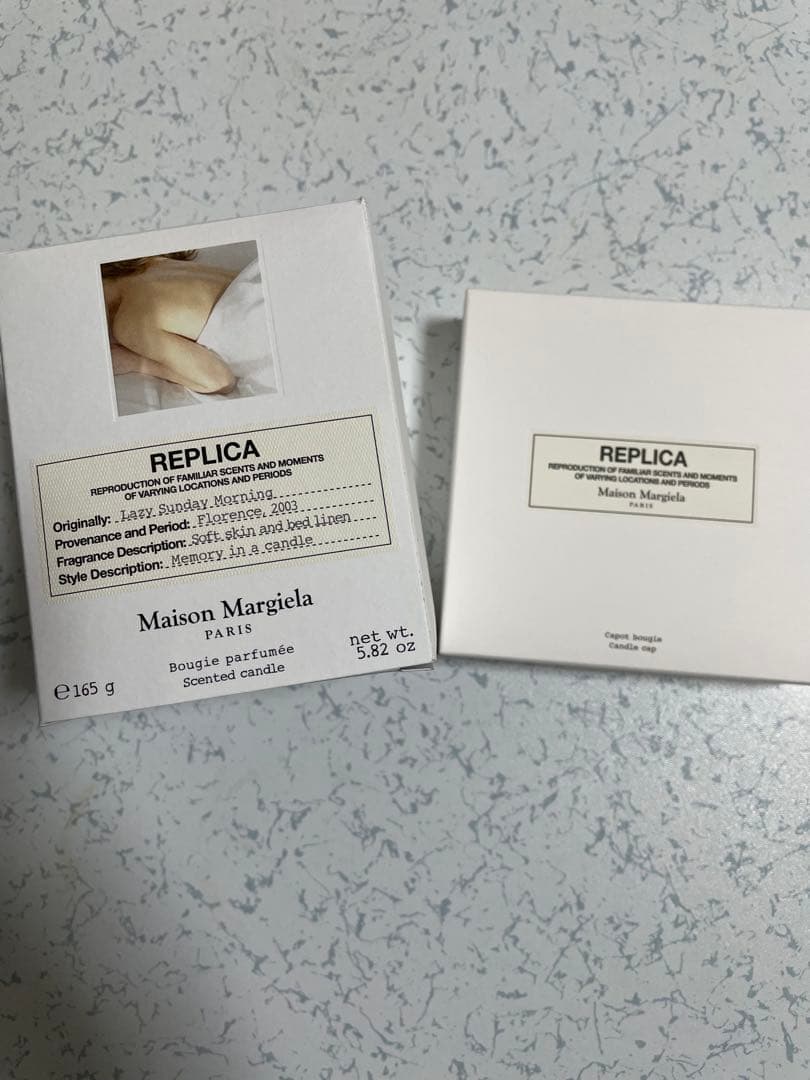 REPLICA
REPRODUCTION OF FAMILIAR SCENTS AND MOMENTS
OF VARYING LOCATIONS AND PERIODS
Originally: Lazy Sunday Morning
Provenance and Period: Florence, 2003
Fragrance Description: Soft skin and bed linen
Style Description: Memory in a candle
Maison Margiela
PARIS
Bougie parfumée
Scented candle
℮165 g
net wt.
5.82 oz
REPLICA
REPRODUCTION OF FAMILIAR SCENTS AND MOMENTS
OF VARYING LOCATIONS AND PERIODS
Maison Margiela
PARIS
Capot bougie
Candle cap